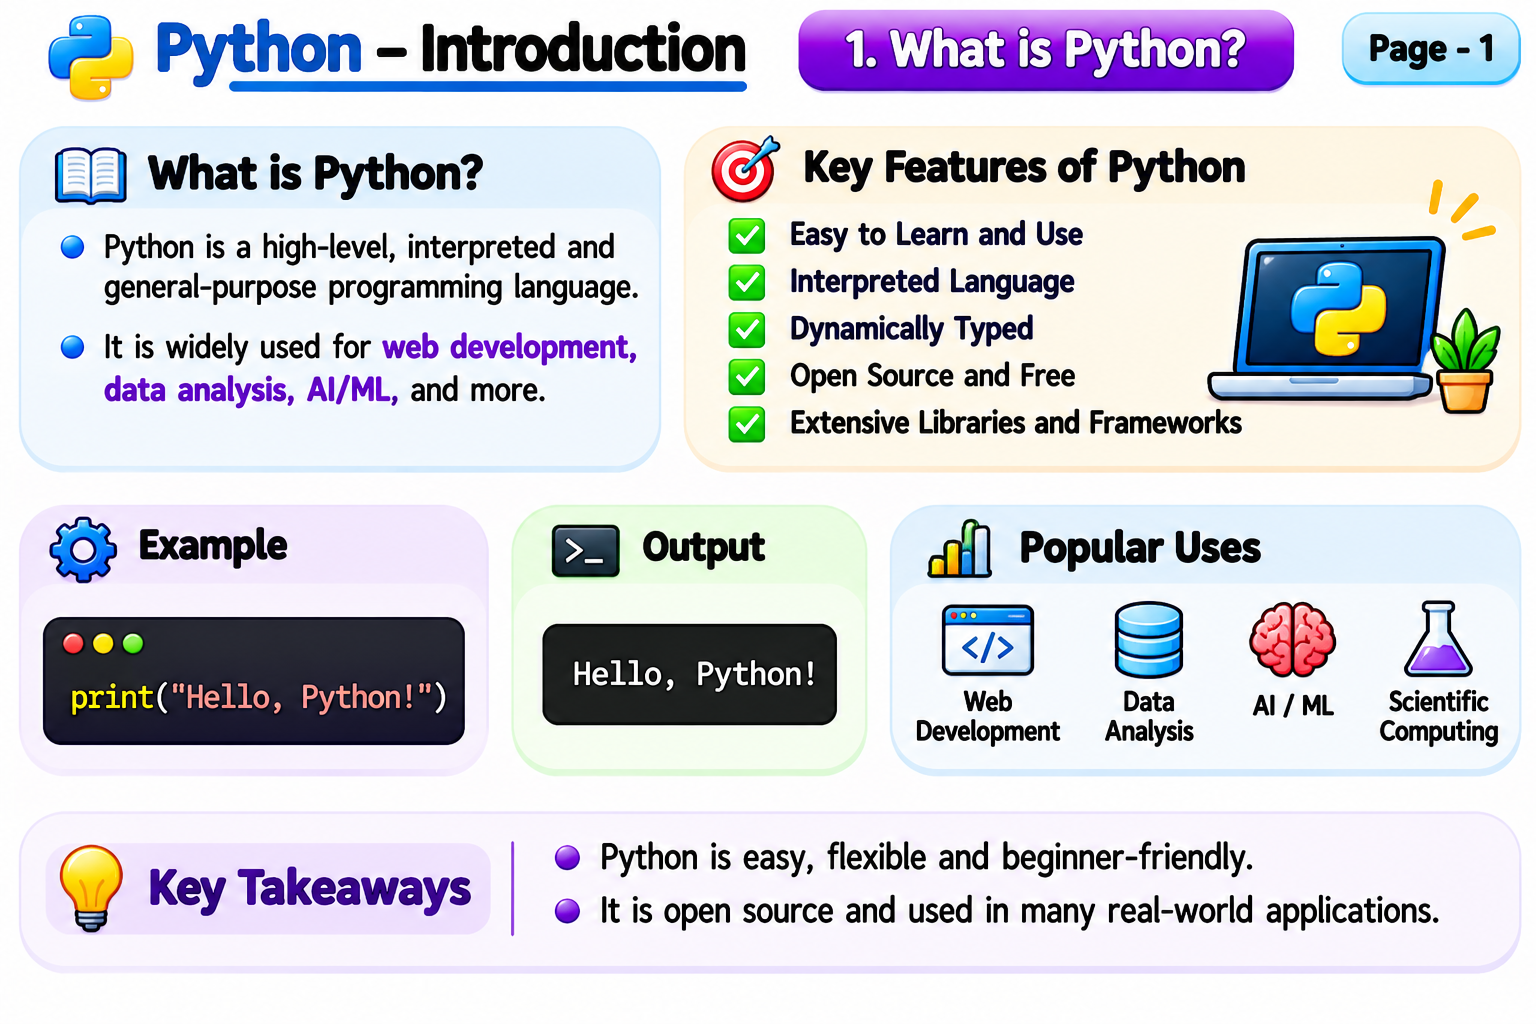 Python – Introduction
1. What is Python?
Page - 1
What is Python?
Python is a high-level, interpreted and
general-purpose programming language.
It is widely used for web development,
data analysis, AI/ML, and more.
Key Features of Python
Easy to Learn and Use
Interpreted Language
Dynamically Typed
Open Source and Free
Extensive Libraries and Frameworks
Example
print("Hello, Python!")
>_
Output
Hello, Python!
Popular Uses
</>
Web
Development
Data
Analysis
AI / ML
Scientific
Computing
Key Takeaways
Python is easy, flexible and beginner-friendly.
It is open source and used in many real-world applications.